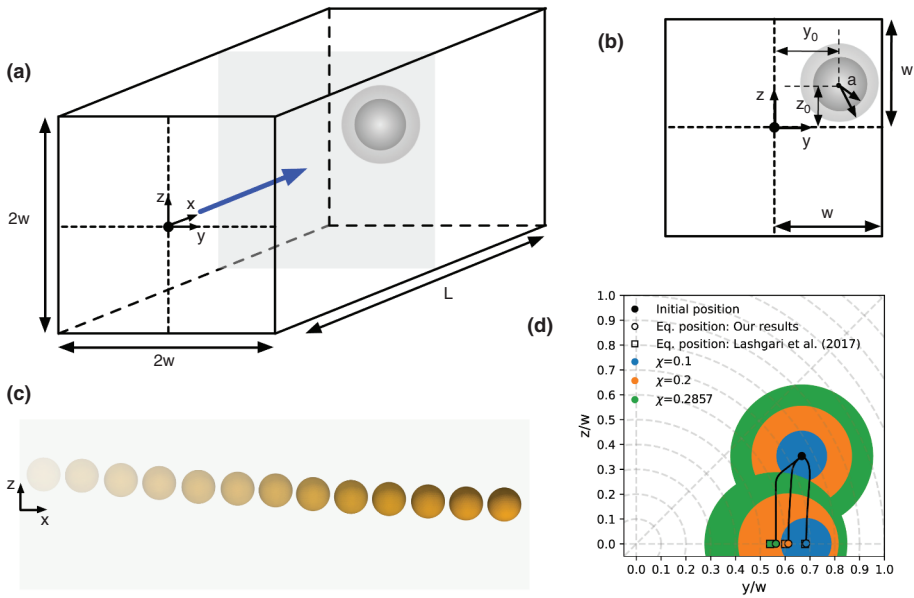 (a)
z
x
y
2w
2w
L
(b)
y₀
w
a
z
z₀
y
w
(c)
z
x
(d)
1.0
0.9
0.8
0.7
0.6
0.5
0.4
0.3
0.2
0.1
0.0
z/w
Initial position
Eq. position: Our results
Eq. position: Lashgari et al. (2017)
χ=0.1
χ=0.2
χ=0.2857
0.0 0.1 0.2 0.3 0.4 0.5 0.6 0.7 0.8 0.9 1.0
y/w